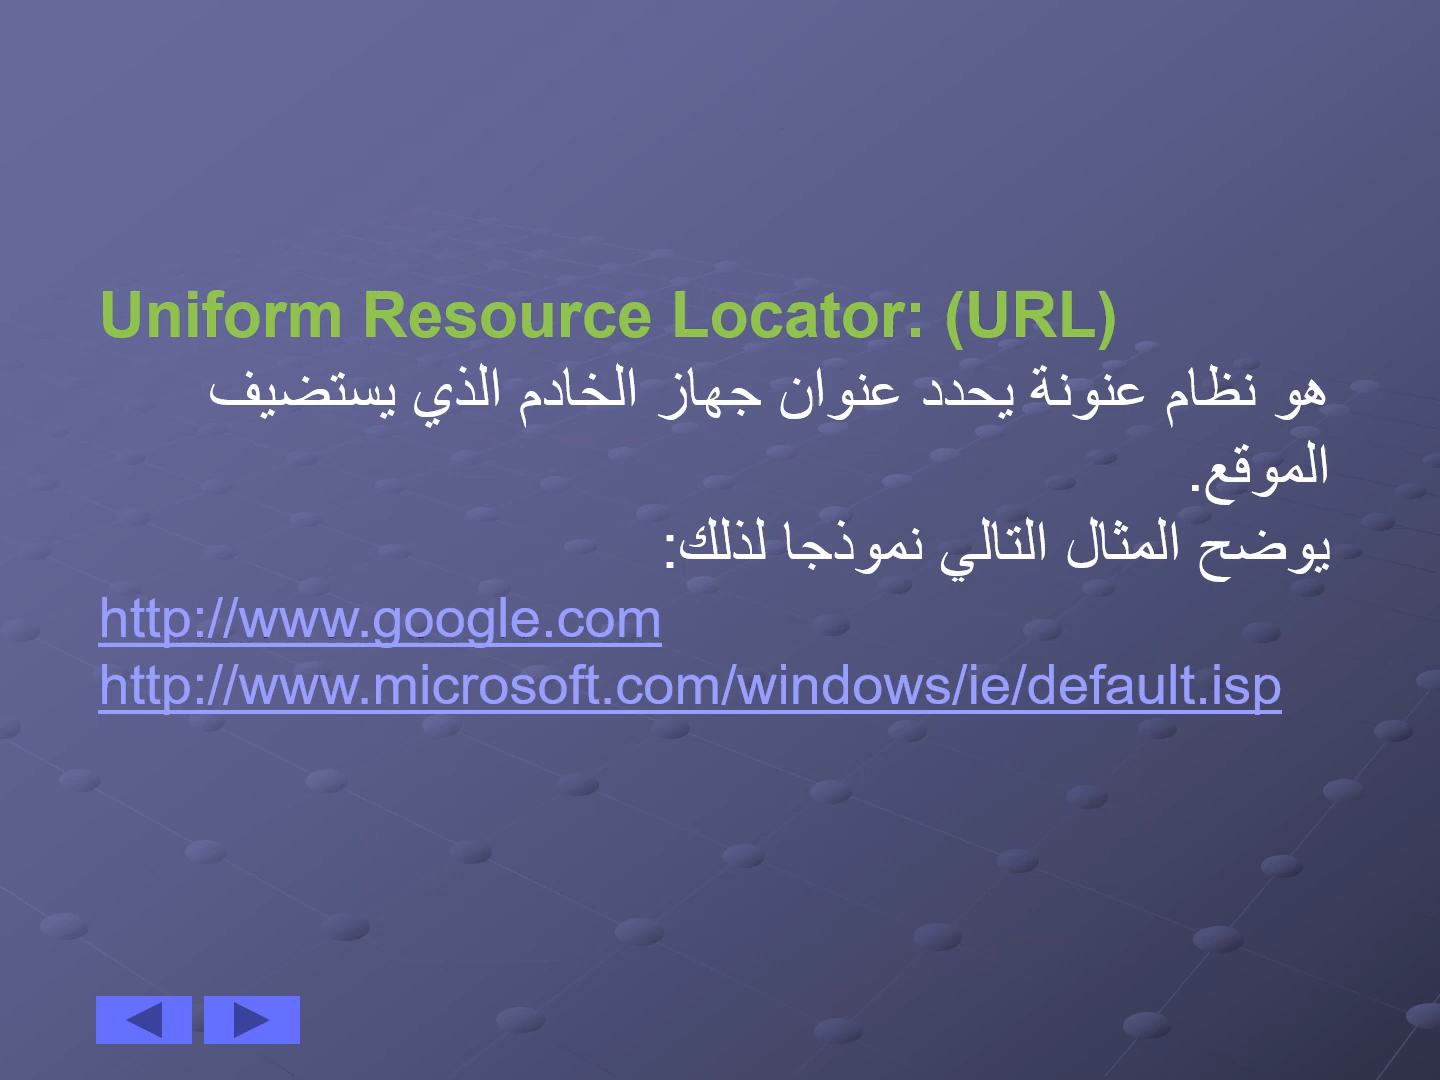 Uniform Resource Locator: (URL)
هو نظام عنونة يحدد عنوان جهاز الخادم الذي يستضيف
الموقع.
يوضح المثال التالي نموذجا لذلك:
http://www.google.com
http://www.microsoft.com/windows/ie/default.isp